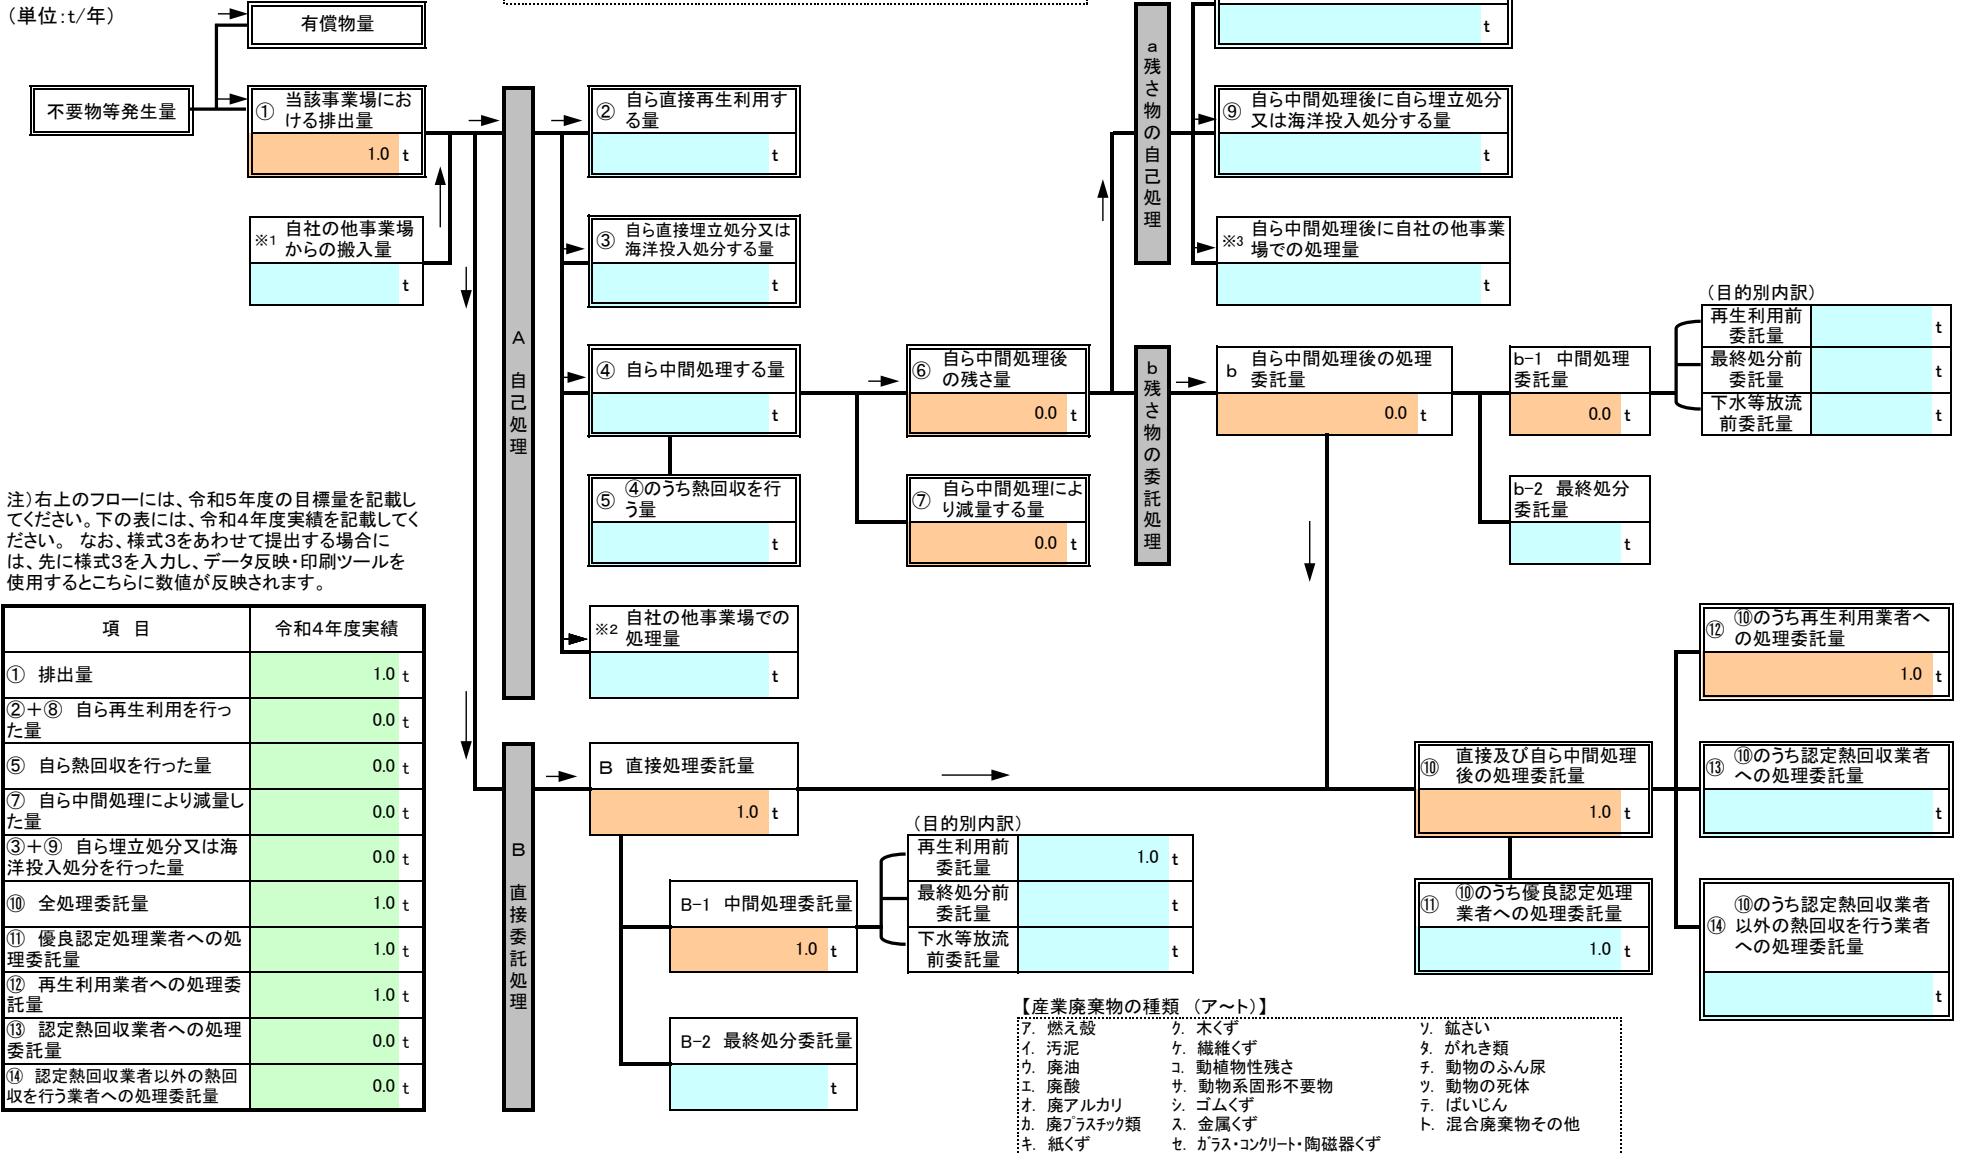 （単位：t/年）
有償物量
不要物等発生量
① 当該事業場にお
ける排出量
1.0 t
※1 自社の他事業場
からの搬入量
t
A 自己処理
② 自ら直接再生利用す
る量
t
③ 自ら直接埋立処分又は
海洋投入処分する量
t
④ 自ら中間処理する量
t
⑤ ④のうち熱回収を行
う量
t
※2 自社の他事業場での
処理量
t
⑥ 自ら中間処理後
の残さ量
0.0 t
⑦ 自ら中間処理によ
り減量する量
0.0 t
a 残さ物の自己処理
t
⑨ 自ら中間処理後に自ら埋立処分
又は海洋投入処分する量
t
※3 自ら中間処理後に自社の他事業
場での処理量
t
b 残さ物の委託処理
b 自ら中間処理後の処理
委託量
0.0 t
b-1 中間処理
委託量
0.0 t
（目的別内訳）
再生利用前
委託量
t
最終処分前
委託量
t
下水等放流
前委託量
t
b-2 最終処分
委託量
t
注）右上のフローには、令和５年度の目標量を記載し
てください。下の表には、令和４年度実績を記載してく
ださい。 なお、様式３をあわせて提出する場合に
は、先に様式３を入力し、データ反映・印刷ツールを
使用するとこちらに数値が反映されます。
項 目 令和４年度実績
① 排出量 1.0 t
②＋⑧ 自ら再生利用を行っ
た量 0.0 t
⑤ 自ら熱回収を行った量 0.0 t
⑦ 自ら中間処理により減量し
た量 0.0 t
③＋⑨ 自ら埋立処分又は海
洋投入処分を行った量 0.0 t
⑩ 全処理委託量 1.0 t
⑪ 優良認定処理業者への処
理委託量 1.0 t
⑫ 再生利用業者への処理委
託量 1.0 t
⑬ 認定熱回収業者への処理
委託量 0.0 t
⑭ 認定熱回収業者以外の熱回
収を行う業者への処理委託量 0.0 t
B 直接委託処理
B 直接処理委託量
1.0 t
B-1 中間処理委託量
1.0 t
（目的別内訳）
再生利用前
委託量
1.0 t
最終処分前
委託量
t
下水等放流
前委託量
t
B-2 最終処分委託量
t
⑩ 直接及び自ら中間処理
後の処理委託量
1.0 t
⑪ ⑩のうち優良認定処理
業者への処理委託量
1.0 t
⑫ ⑩のうち再生利用業者へ
の処理委託量
1.0 t
⑬ ⑩のうち認定熱回収業者
への処理委託量
t
⑭ ⑩のうち認定熱回収業者
以外の熱回収を行う業者
への処理委託量
t
【産業廃棄物の種類 （ア～ト）】
ｱ. 燃え殻 ｸ. 木くず ｿ. 鉱さい
ｲ. 汚泥 ｹ. 繊維くず ﾀ. がれき類
ｳ. 廃油 ｺ. 動植物性残さ ﾁ. 動物のふん尿
ｴ. 廃酸 ｻ. 動物系固形不要物 ﾂ. 動物の死体
ｵ. 廃アルカリ ｼ. ゴムくず ﾃ. ばいじん
ｶ. 廃ﾌﾟﾗｽﾁｯｸ類 ｽ. 金属くず ﾄ. 混合廃棄物その他
ｷ. 紙くず ｾ. ｶﾞﾗｽ・ｺﾝｸﾘｰﾄ・陶磁器くず